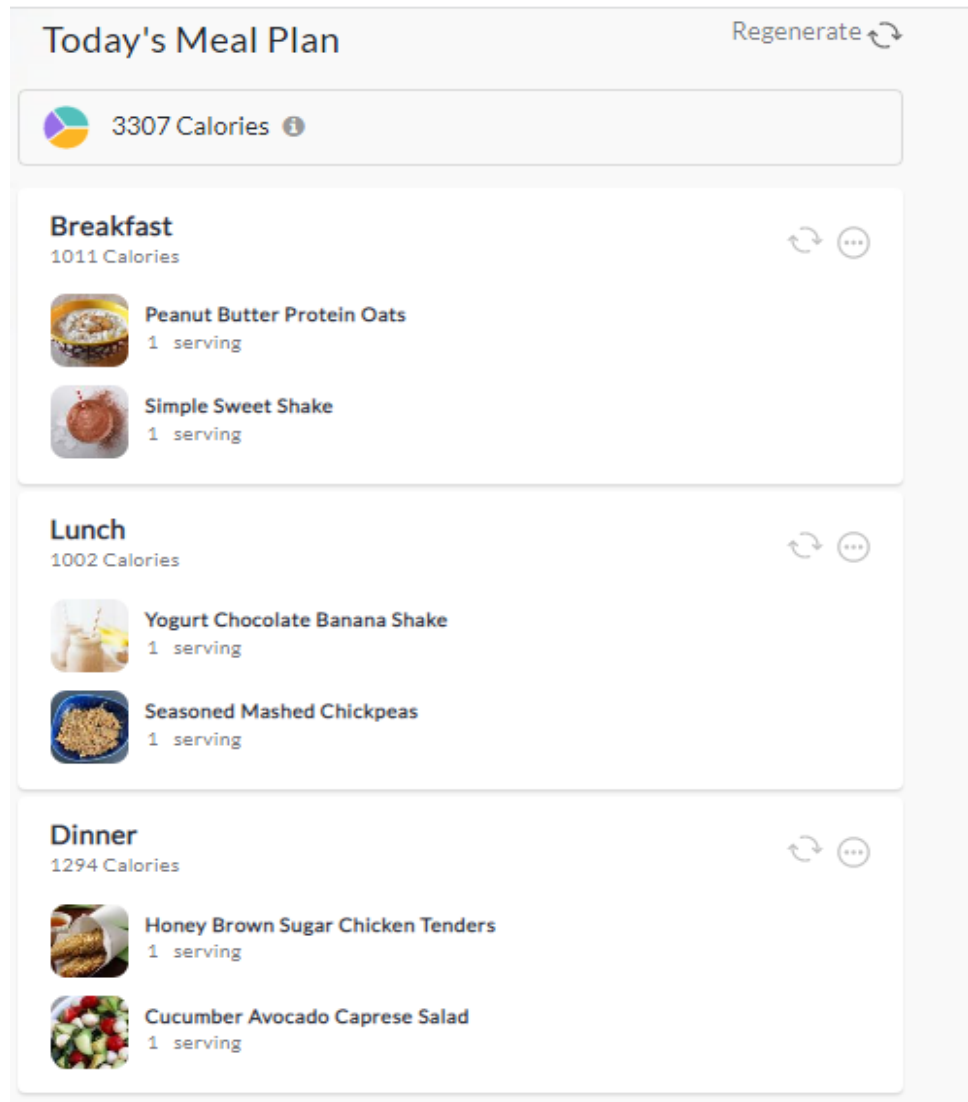 Today's Meal Plan
Regenerate
3307 Calories
Breakfast
1011 Calories
Peanut Butter Protein Oats
1 serving
Simple Sweet Shake
1 serving
Lunch
1002 Calories
Yogurt Chocolate Banana Shake
1 serving
Seasoned Mashed Chickpeas
1 serving
Dinner
1294 Calories
Honey Brown Sugar Chicken Tenders
1 serving
Cucumber Avocado Caprese Salad
1 serving